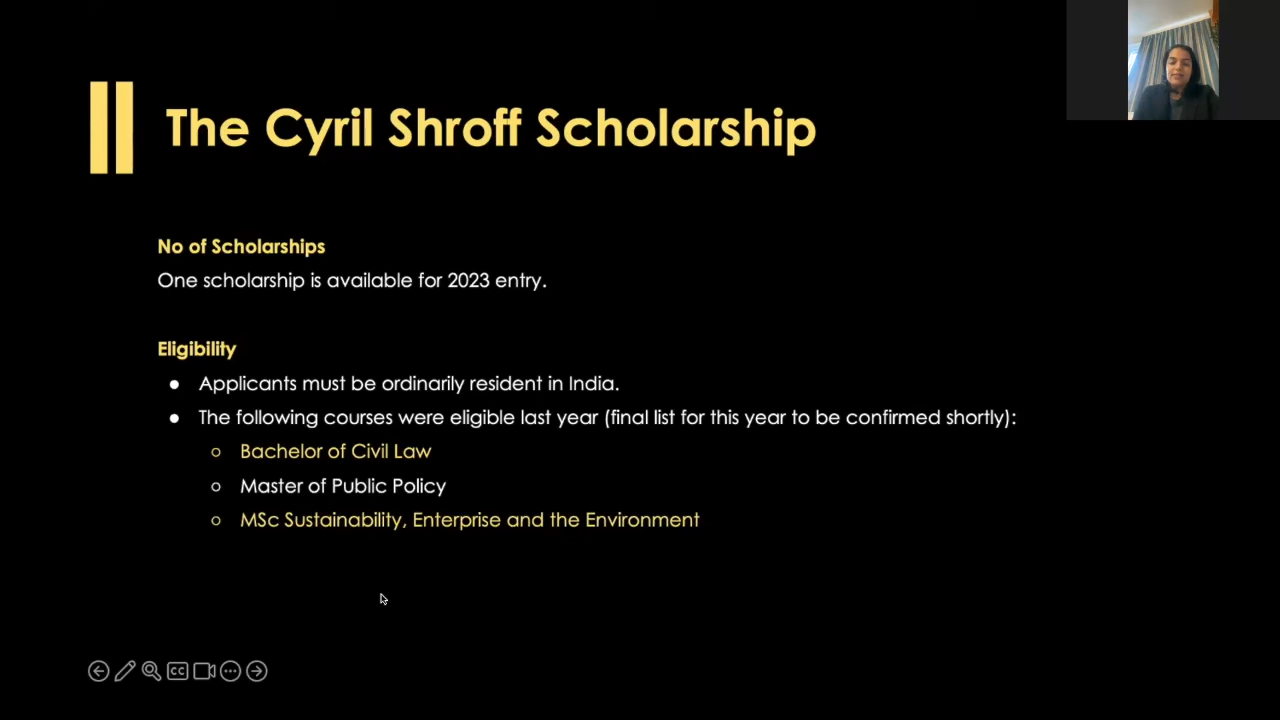 The Cyril Shroff Scholarship
No of Scholarships
One scholarship is available for 2023 entry.
Eligibility
● Applicants must be ordinarily resident in India.
● The following courses were eligible last year (final list for this year to be confirmed shortly):
○ Bachelor of Civil Law
○ Master of Public Policy
○ MSc Sustainability, Enterprise and the Environment
CC